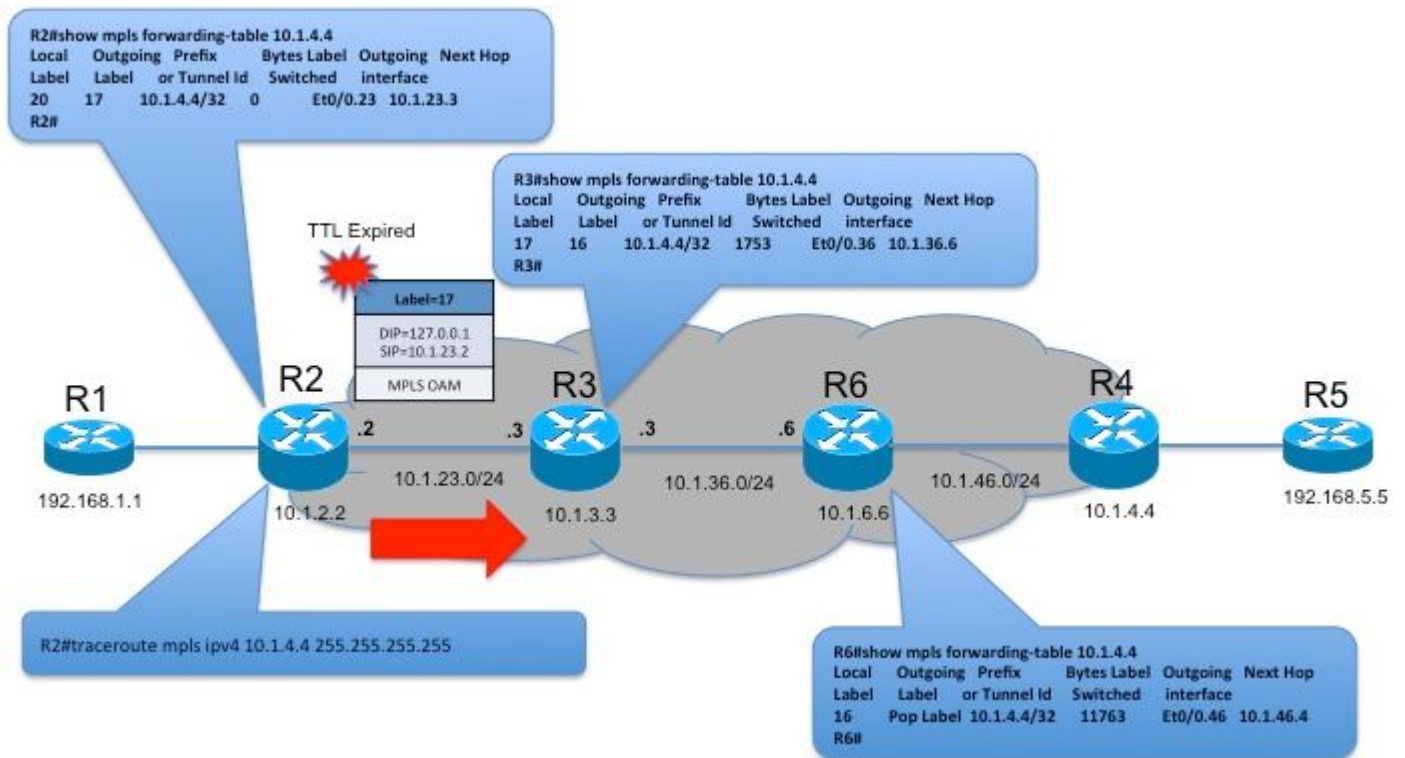 R2#show mpls forwarding-table 10.1.4.4
Local Outgoing Prefix Bytes Label Outgoing Next Hop
Label Label or Tunnel Id Switched interface
20 17 10.1.4.4/32 0 Et0/0.23 10.1.23.3
R2#
R3#show mpls forwarding-table 10.1.4.4
Local Outgoing Prefix Bytes Label Outgoing Next Hop
Label Label or Tunnel Id Switched interface
17 16 10.1.4.4/32 1753 Et0/0.36 10.1.36.6
R3#
TTL Expired
Label=17
DIP=127.0.0.1
SIP=10.1.23.2
MPLS OAM
R1
R2
R3
R6
R4
R5
.2
.3
.3
.6
10.1.23.0/24
10.1.36.0/24
10.1.46.0/24
192.168.1.1
10.1.2.2
10.1.3.3
10.1.6.6
10.1.4.4
192.168.5.5
R2#traceroute mpls ipv4 10.1.4.4 255.255.255.255
R6#show mpls forwarding-table 10.1.4.4
Local Outgoing Prefix Bytes Label Outgoing Next Hop
Label Label or Tunnel Id Switched interface
16 Pop Label 10.1.4.4/32 11763 Et0/0.46 10.1.46.4
R6#